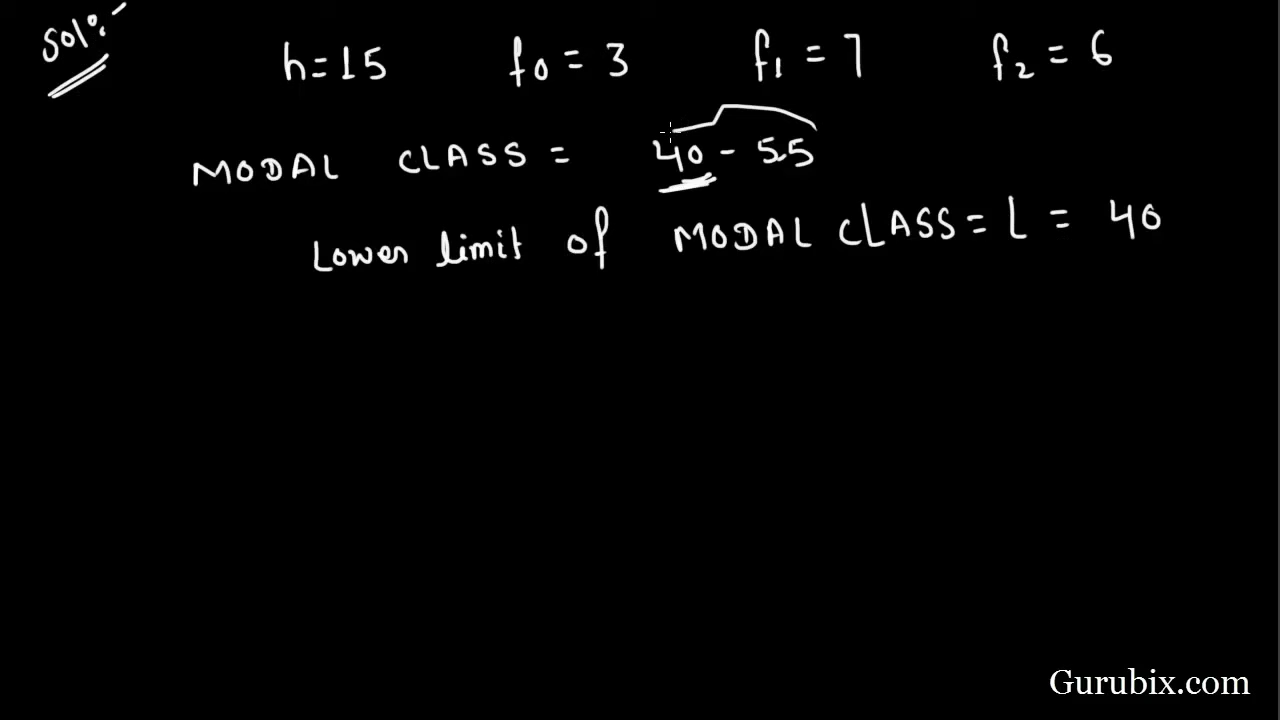 Sol%:-
h=15 f0 = 3 f1 = 7 f2 = 6
MODAL CLASS = 40 - 55
Lower limit of MODAL CLASS = L = 40
Gurubix.com